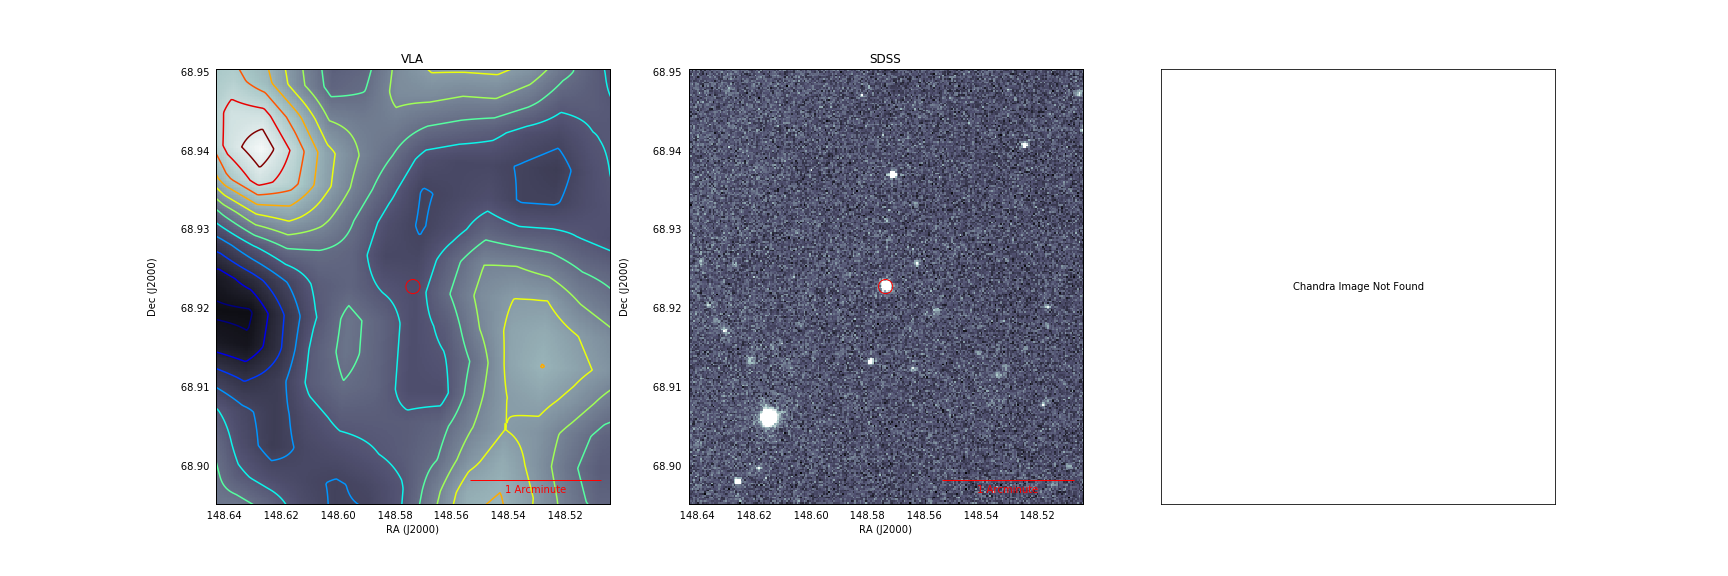 VLA
68.95
68.94
68.93
68.92
68.91
68.90
Dec (J2000)
1 Arcminute
148.64 148.62 148.60 148.58 148.56 148.54 148.52
RA (J2000)
SDSS
68.95
68.94
68.93
68.92
68.91
68.90
Dec (J2000)
1 Arcminute
148.64 148.62 148.60 148.58 148.56 148.54 148.52
RA (J2000)
Chandra Image Not Found